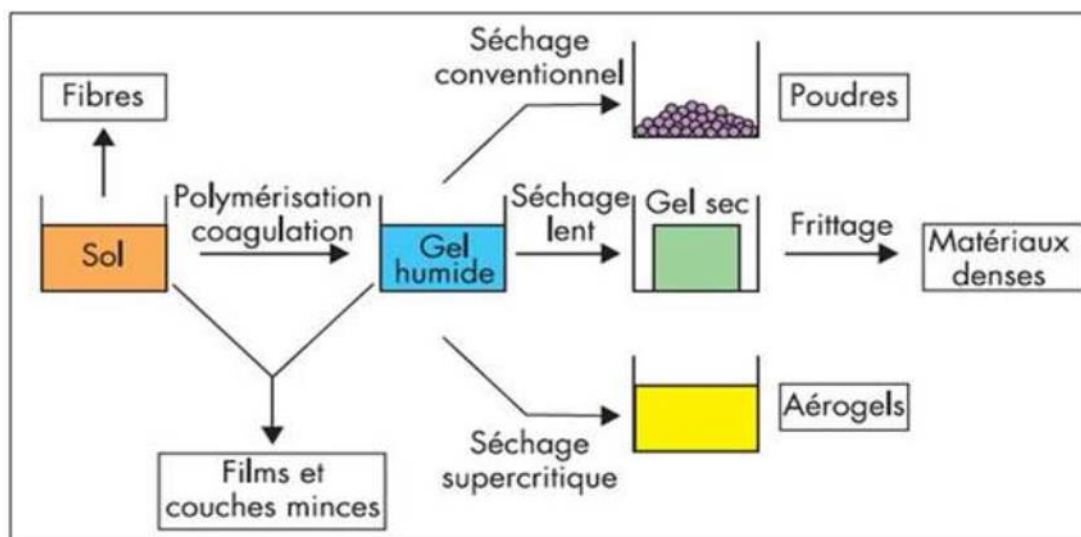 Séchage
conventionnel
Fibres
Poudres
Polymérisation
coagulation
Séchage
lent
Gel sec
Frittage
Sol
Gel
humide
Matériaux
denses
Aérogels
Séchage
supercritique
Films et
couches minces